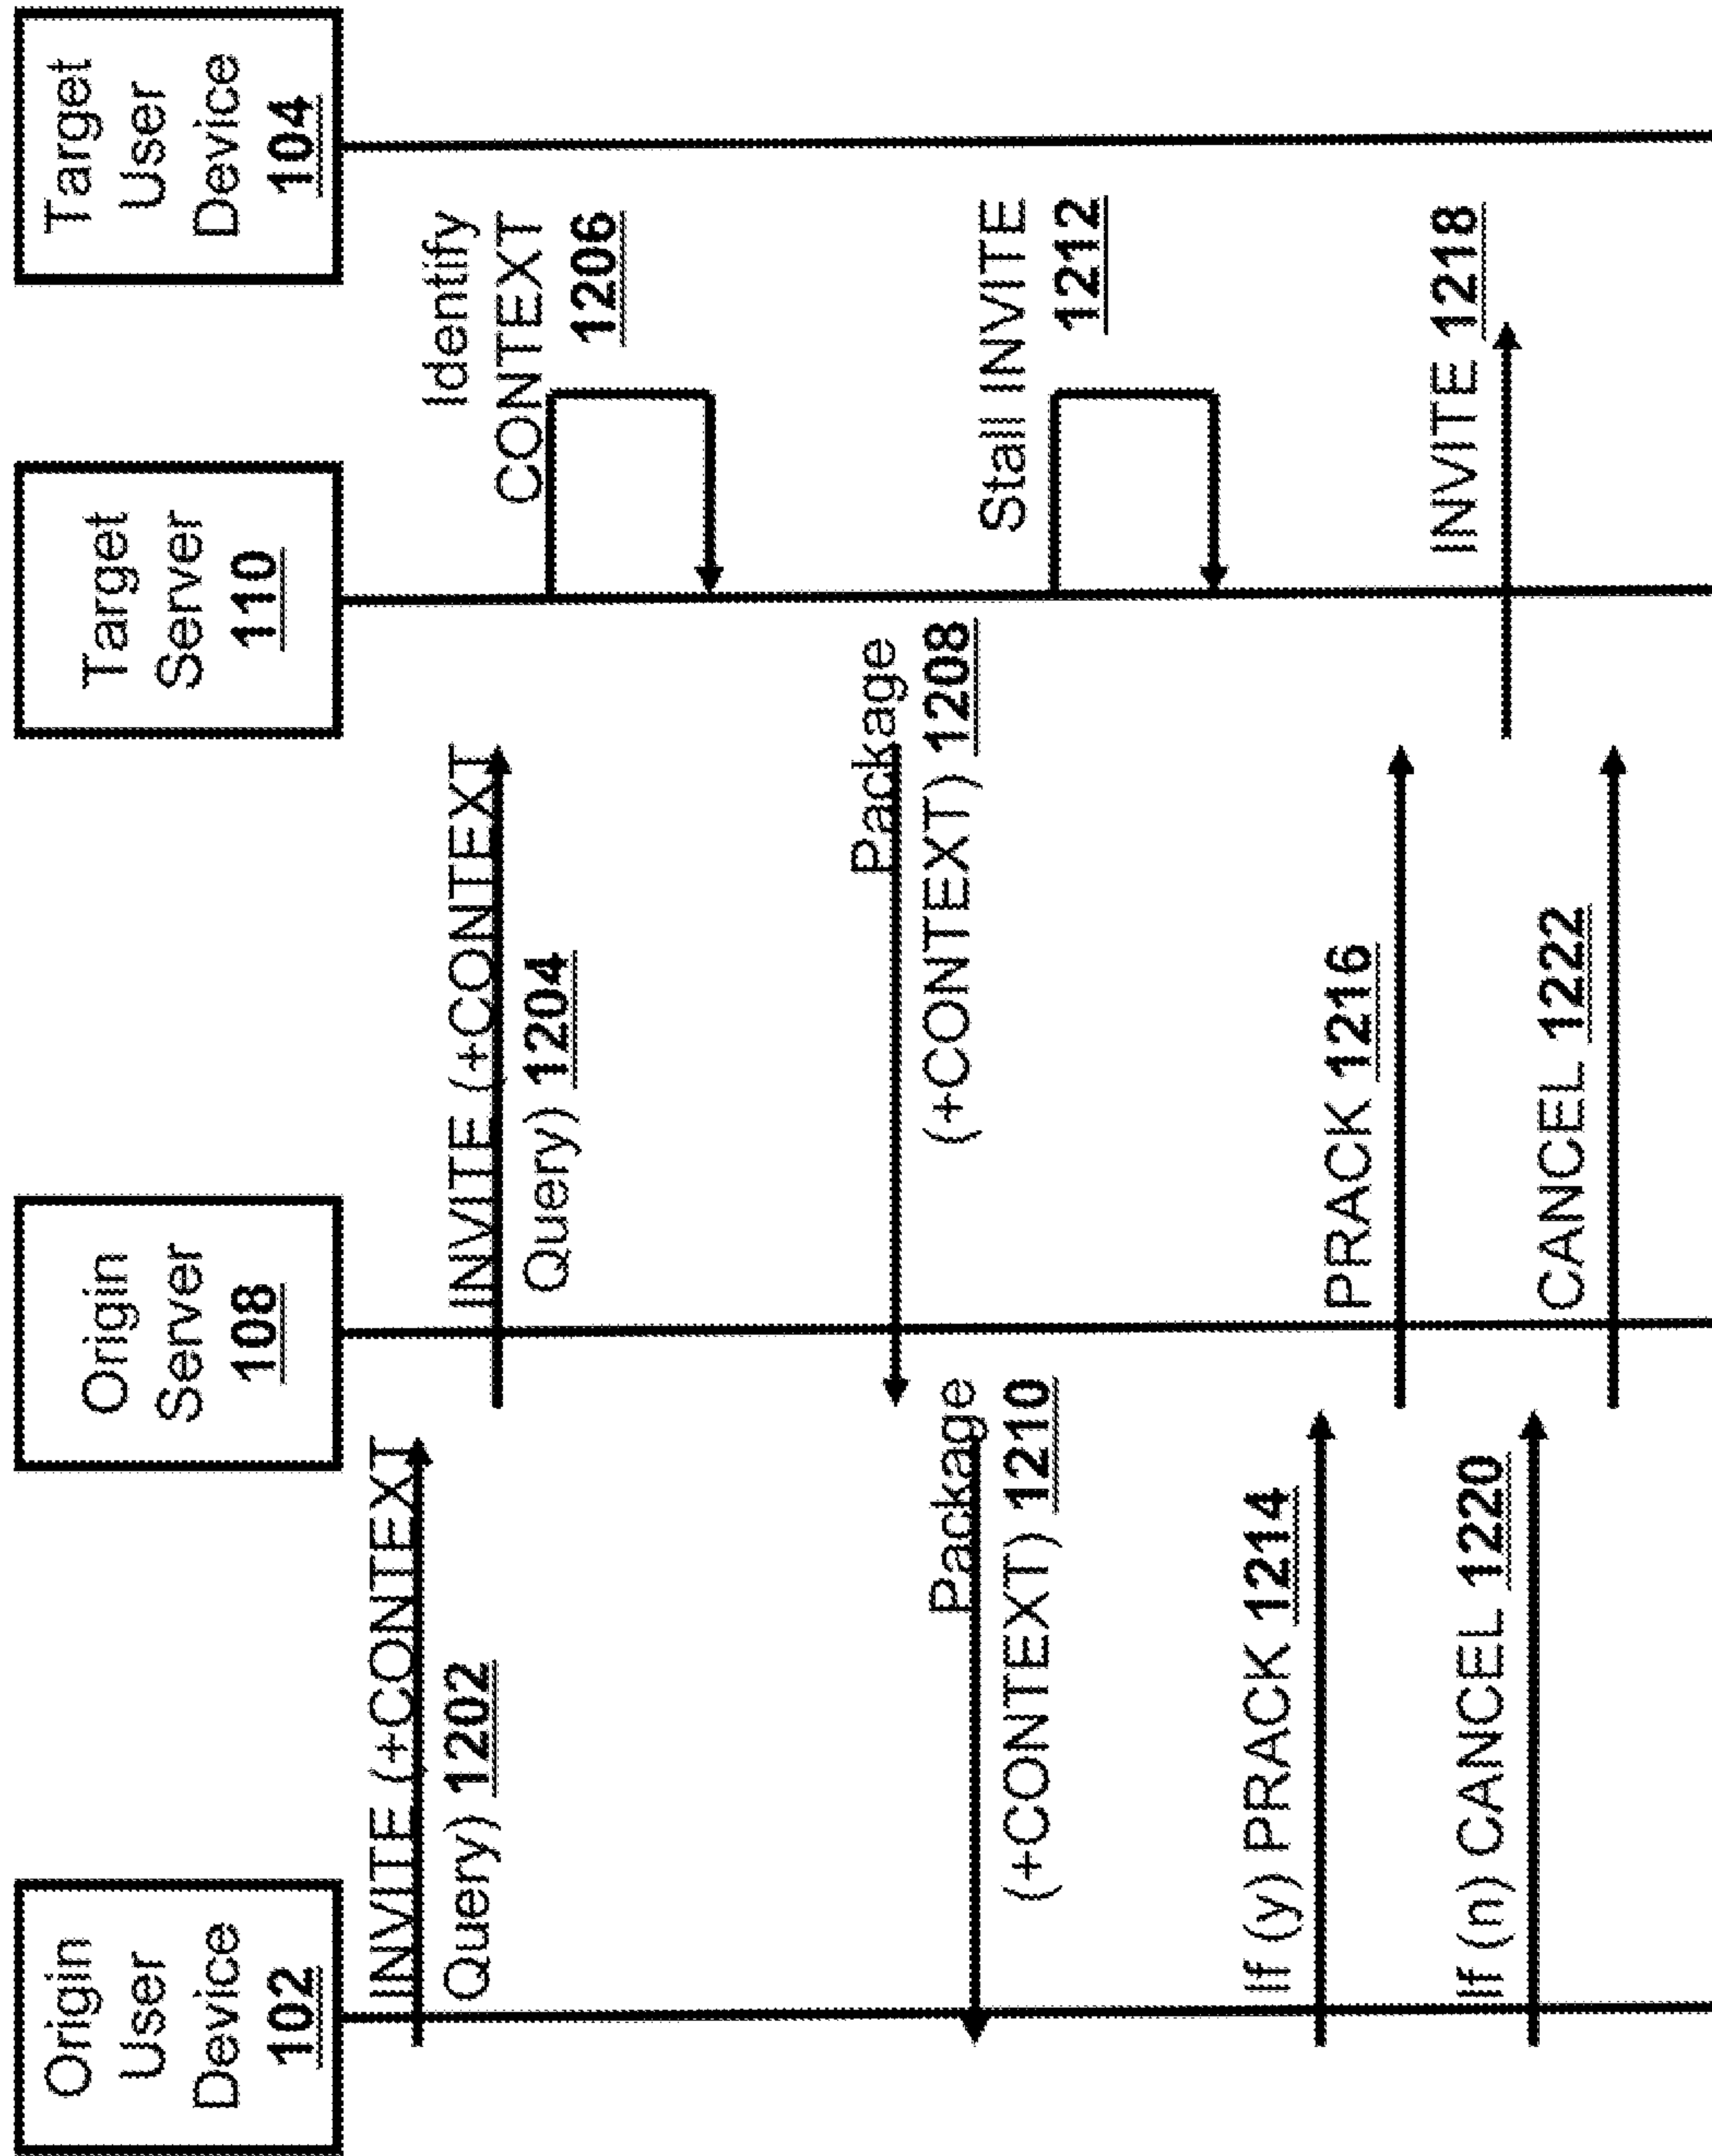 Origin
User
Device
102
Origin
Server
108
Target
Server
110
Target
User
Device
104
INVITE (+CONTEXT
Query) 1202
INVITE (+CONTEXT
Query) 1204
Identify
CONTEXT
1206
Package
(+CONTEXT) 1208
Package
(+CONTEXT) 1210
Stall INVITE
1212
If (y) PRACK 1214
PRACK 1216
INVITE 1218
If (n) CANCEL 1220
CANCEL 1222